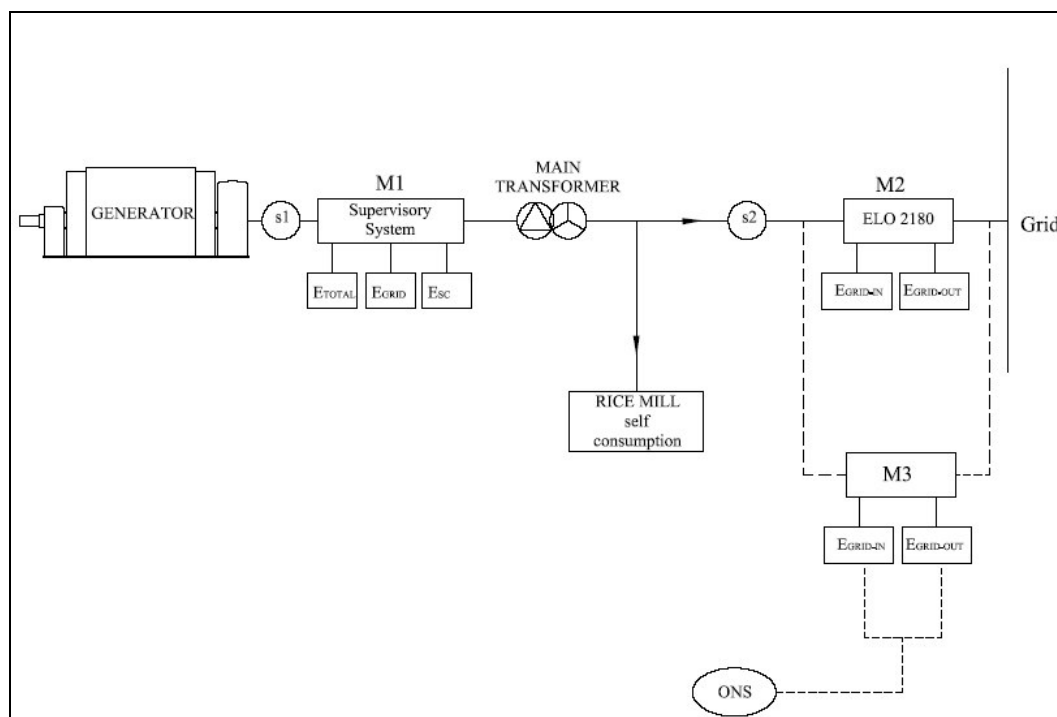 GENERATOR
s1
M1
Supervisory
System
ETOTAL
EGRID
ESC
MAIN
TRANSFORMER
s2
M2
ELO 2180
EGRID-IN
EGRID-OUT
Grid
RICE MILL
self
consumption
M3
EGRID-IN
EGRID-OUT
ONS